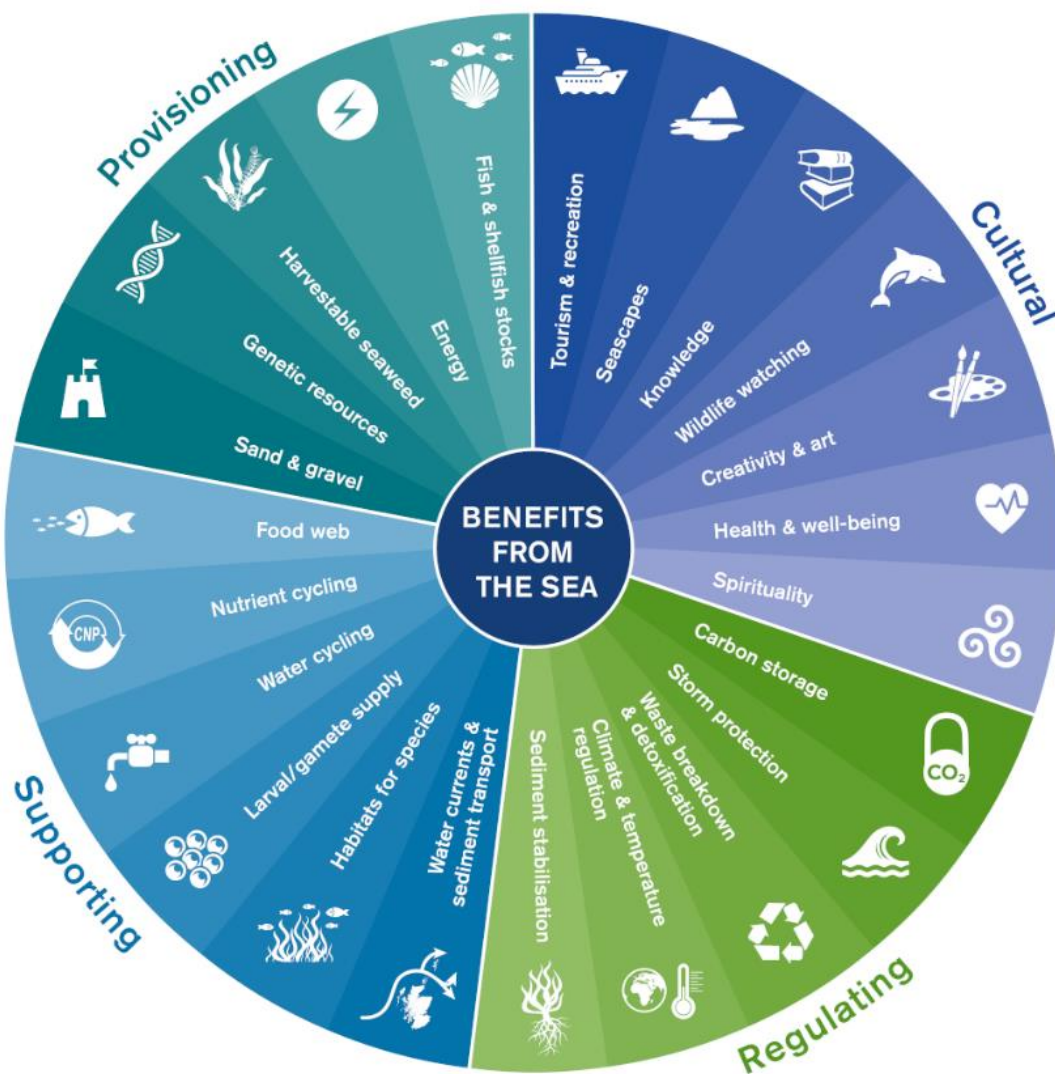 BENEFITS
FROM
THE SEA
Provisioning
Sand & gravel
Genetic resources
Harvestable seaweed
Energy
Fish & shellfish stocks
Cultural
Tourism & recreation
Seascapes
Knowledge
Wildlife watching
Creativity & art
Health & well-being
Spirituality
Regulating
Carbon storage
CO₂
Storm protection
Waste breakdown
& detoxification
Climate & temperature
regulation
Sediment stabilisation
Supporting
Water currents &
sediment transport
Habitats for species
Larval/gamete supply
Water cycling
Nutrient cycling
CNP
Food web